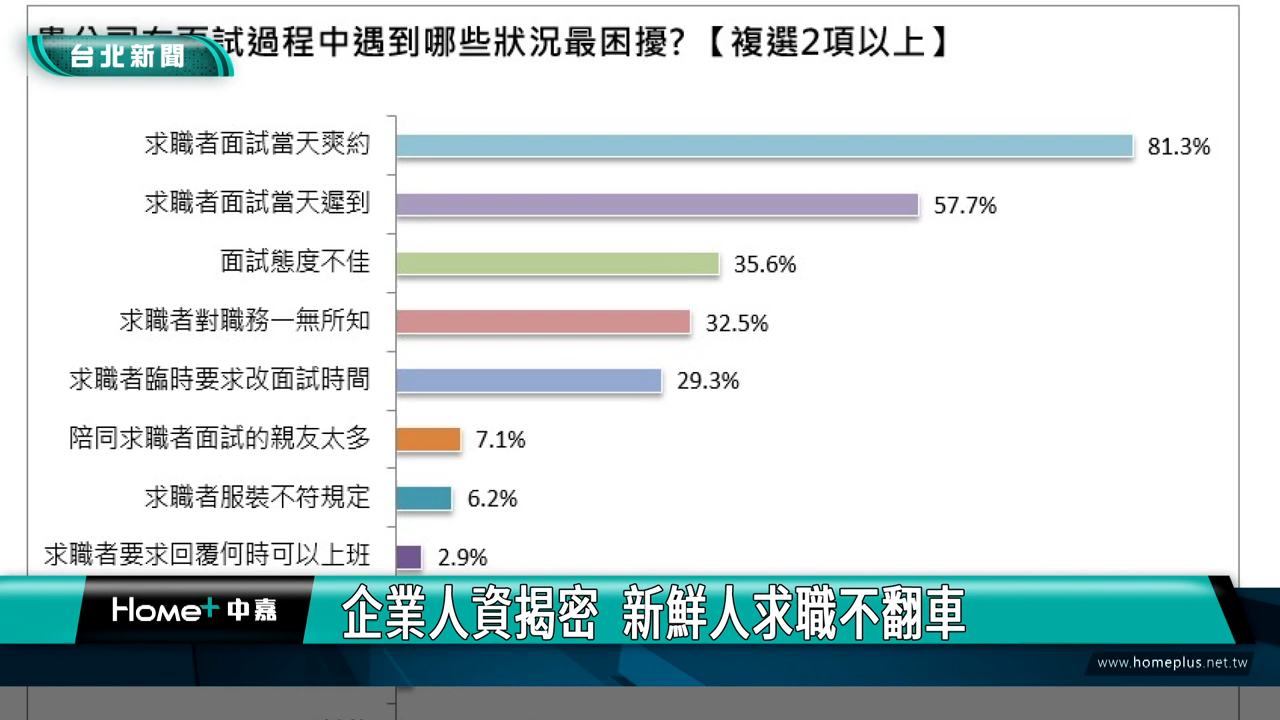 台北新聞
試過程中遇到哪些狀況最困擾?【複選2項以上】
求職者面試當天爽約 81.3%
求職者面試當天遲到 57.7%
面試態度不佳 35.6%
求職者對職務一無所知 32.5%
求職者臨時要求改面試時間 29.3%
陪同求職者面試的親友太多 7.1%
求職者服裝不符規定 6.2%
求職者要求回覆何時可以上班 2.9%
Home+中嘉 企業人資揭密 新鮮人求職不翻車
www.homeplus.net.tw